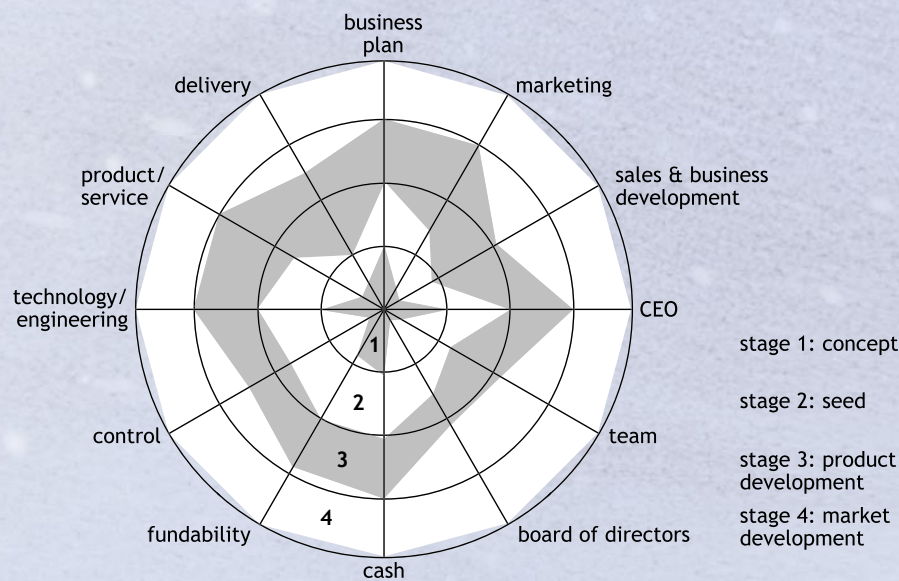 business
plan
delivery
marketing
product/
service
sales & business
development
technology/
engineering
CEO
1
stage 1: concept
2
stage 2: seed
control
team
3
stage 3: product
development
4
stage 4: market
development
fundability
board of directors
cash